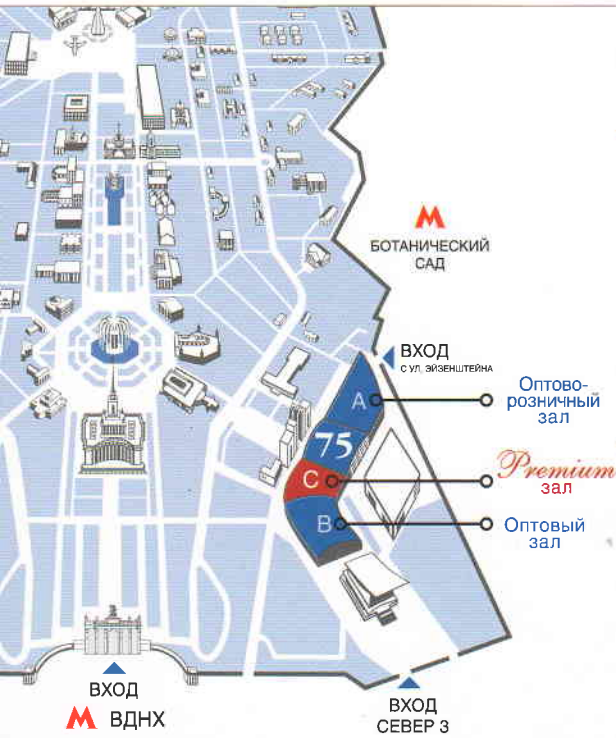 М
БОТАНИЧЕСКИЙ
САД
ВХОД
С УЛ. ЭЙЗЕНШТЕЙНА
A
Оптово-
розничный
зал
75
C
Premium
зал
B
Оптовый
зал
ВХОД
М ВДНХ
ВХОД
СЕВЕР 3